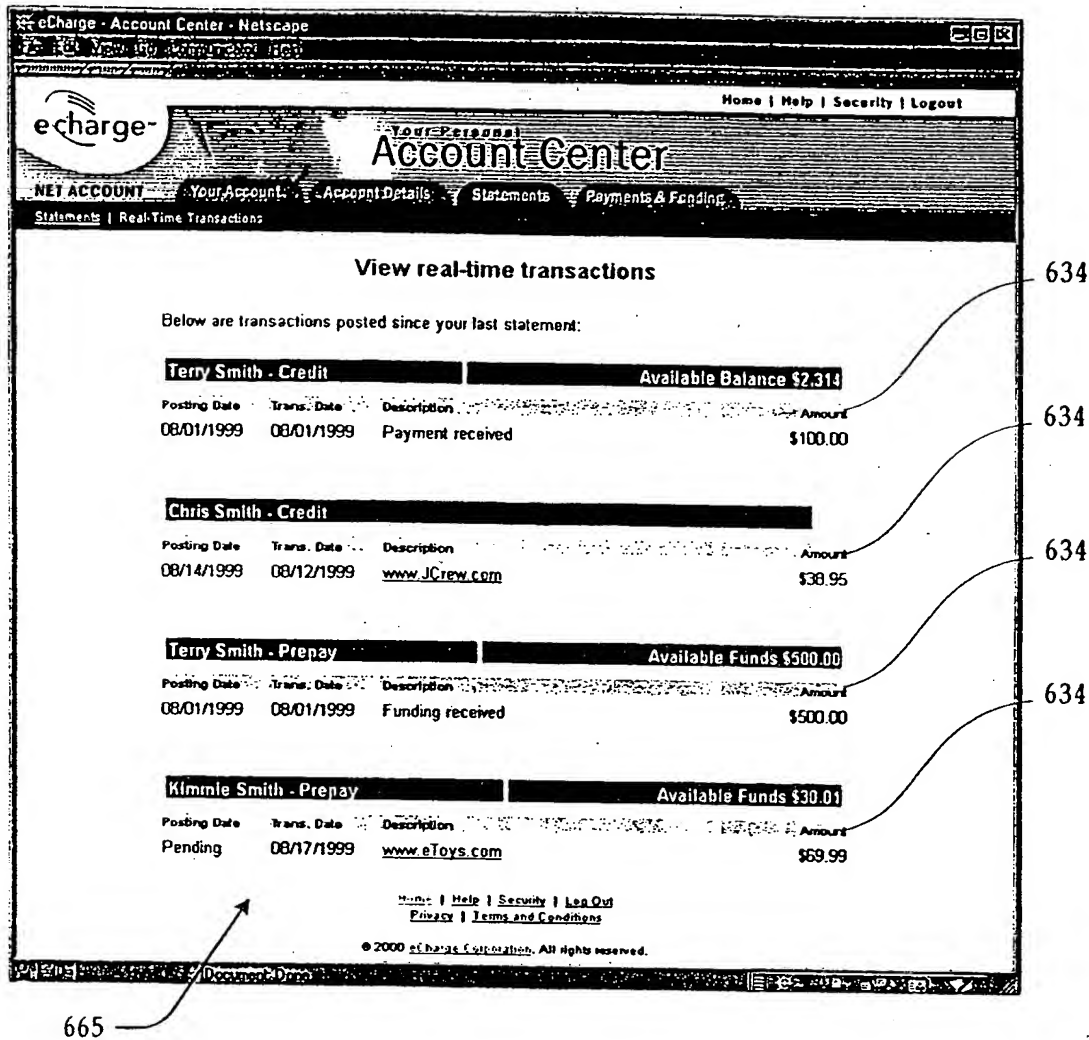 eCharge - Account Center - Netscape
Home | Help | Security | Logout
echarge™
Your Personal
Account Center
NET ACCOUNT Your Account Account Details Statements Payments & Funding
Statements | Real-Time Transactions
View real-time transactions
634
Below are transactions posted since your last statement:
Terry Smith - Credit Available Balance $2,314
Posting Date Trans. Date Description Amount
634
08/01/1999 08/01/1999 Payment received $100.00
Chris Smith - Credit
Posting Date Trans. Date Description Amount
634
08/14/1999 08/12/1999 www.JCrew.com $38.95
Terry Smith - Prepay Available Funds $500.00
Posting Date Trans. Date Description Amount
634
08/01/1999 08/01/1999 Funding received $500.00
Kimmie Smith - Prepay Available Funds $30.01
Posting Date Trans. Date Description Amount
Pending 08/17/1999 www.eToys.com $69.99
Home | Help | Security | Log Out
Privacy | Terms and Conditions
© 2000 eCharge Corporation. All rights reserved.
Document: Done
665